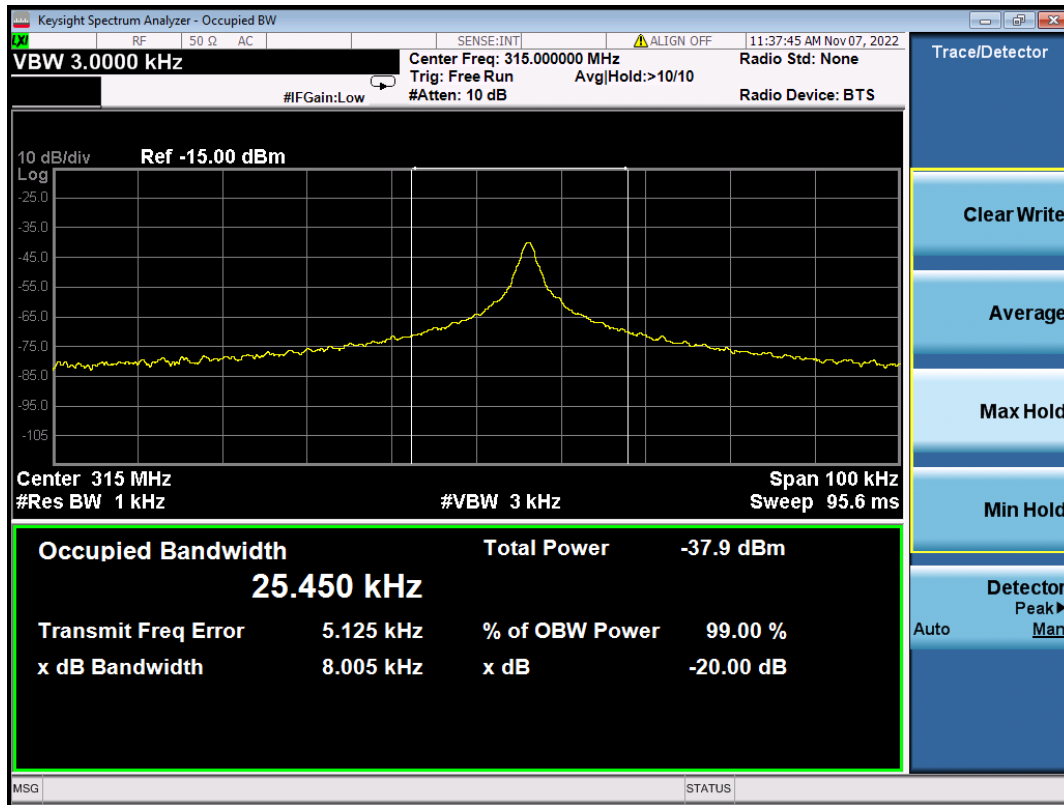 Keysight Spectrum Analyzer - Occupied BW
LXI RF 50 Ω AC SENSE:INT ALIGN OFF 11:37:45 AM Nov 07, 2022
VBW 3.0000 kHz
Center Freq: 315.000000 MHz Radio Std: None
Trig: Free Run Avg|Hold:>10/10
#IFGain:Low #Atten: 10 dB Radio Device: BTS
Trace/Detector
10 dB/div Ref -15.00 dBm
Log
-25.0
-35.0
-45.0
-55.0
-65.0
-75.0
-85.0
-95.0
-105
Center 315 MHz Span 100 kHz
#Res BW 1 kHz #VBW 3 kHz Sweep 95.6 ms
Occupied Bandwidth Total Power -37.9 dBm
25.450 kHz
Transmit Freq Error 5.125 kHz % of OBW Power 99.00 %
x dB Bandwidth 8.005 kHz x dB -20.00 dB
Clear Write
Average
Max Hold
Min Hold
Detector
Peak▶
Auto Man
MSG STATUS